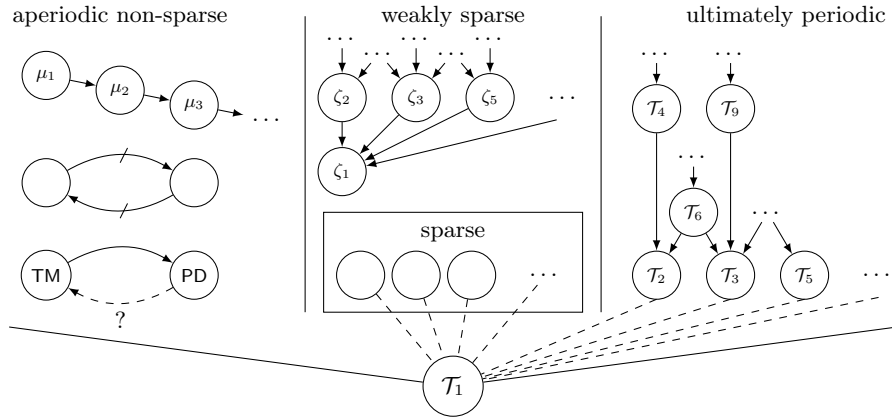 aperiodic non-sparse
weakly sparse
ultimately periodic
μ₁
μ₂
μ₃
...
... ... ... ... ...
ζ₂
ζ₃
ζ₅
...
ζ₁
sparse
...
... ...
𝒯₄
𝒯₉
...
𝒯₆
...
𝒯₂
𝒯₃
𝒯₅
...
TM
PD
?
𝒯₁